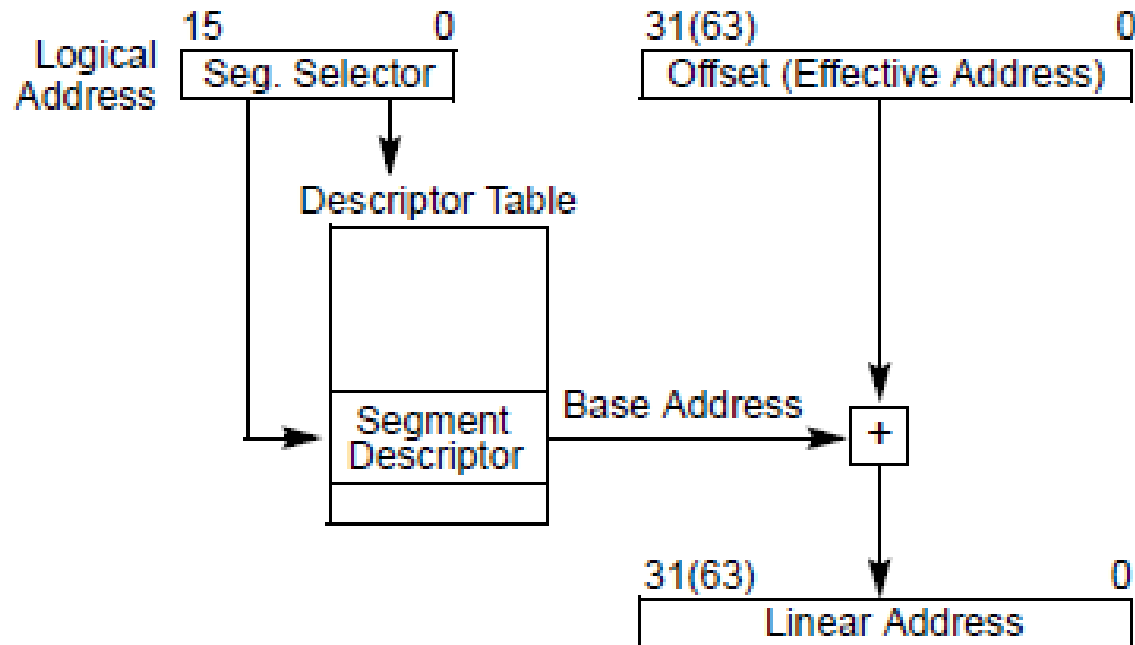 15 0
31(63) 0
Logical
Address
Seg. Selector
Offset (Effective Address)
Descriptor Table
Base Address
Segment
Descriptor
+
31(63) 0
Linear Address